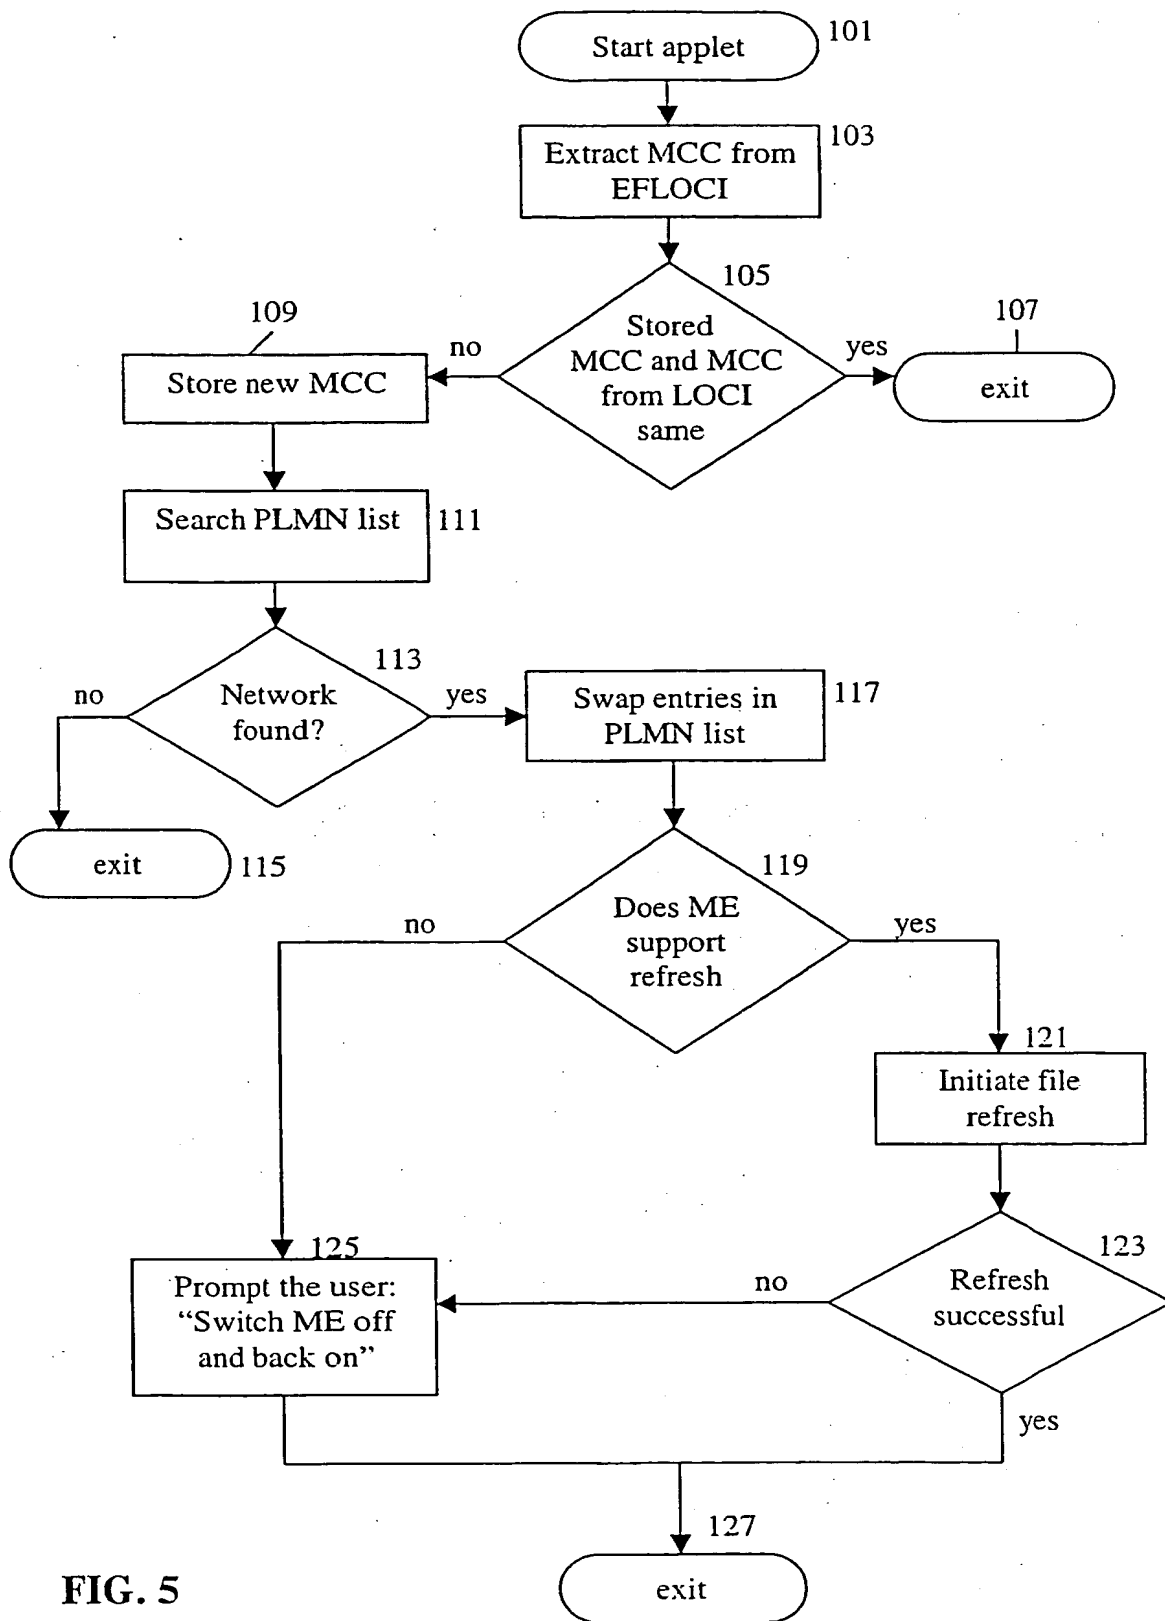 Start applet
101
Extract MCC from
EFLOCI
103
105
Stored
MCC and MCC
from LOCI
same
no
yes
109
Store new MCC
107
exit
Search PLMN list
111
113
Network
found?
no
yes
Swap entries in
PLMN list
117
exit
115
119
Does ME
support
refresh
no
yes
121
Initiate file
refresh
123
Refresh
successful
no
yes
125
Prompt the user:
“Switch ME off
and back on”
127
exit
FIG. 5